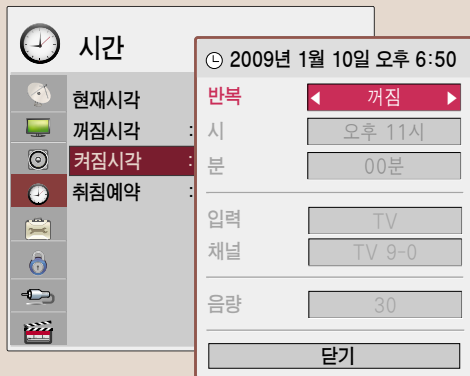 시간
현재시각
꺼짐시각 :
켜짐시각 :
취침예약 :
2009년 1월 10일 오후 6:50
반복 ◀ 꺼짐 ▶
시 오후 11시
분 00분
입력 TV
채널 TV 9-0
음량 30
닫기